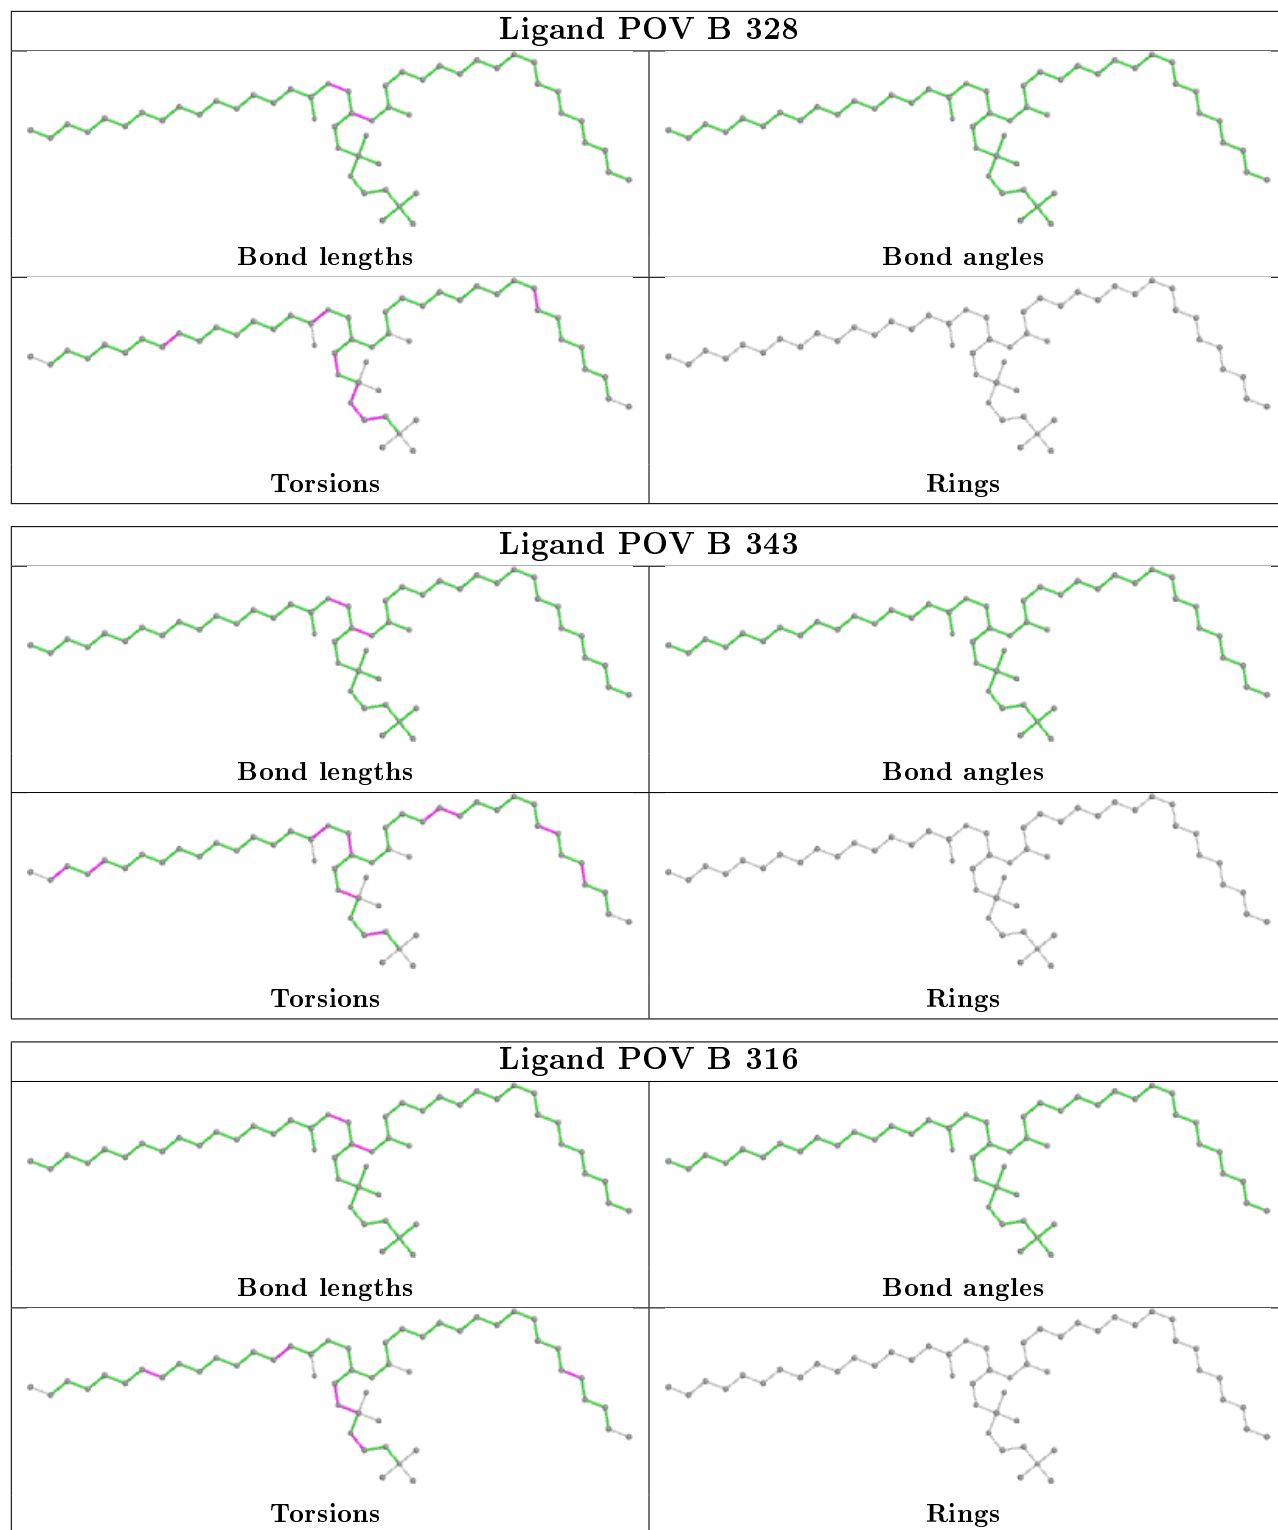 Ligand POV B 328
Bond lengths
Bond angles
Torsions
Rings
Ligand POV B 343
Bond lengths
Bond angles
Torsions
Rings
Ligand POV B 316
Bond lengths
Bond angles
Torsions
Rings